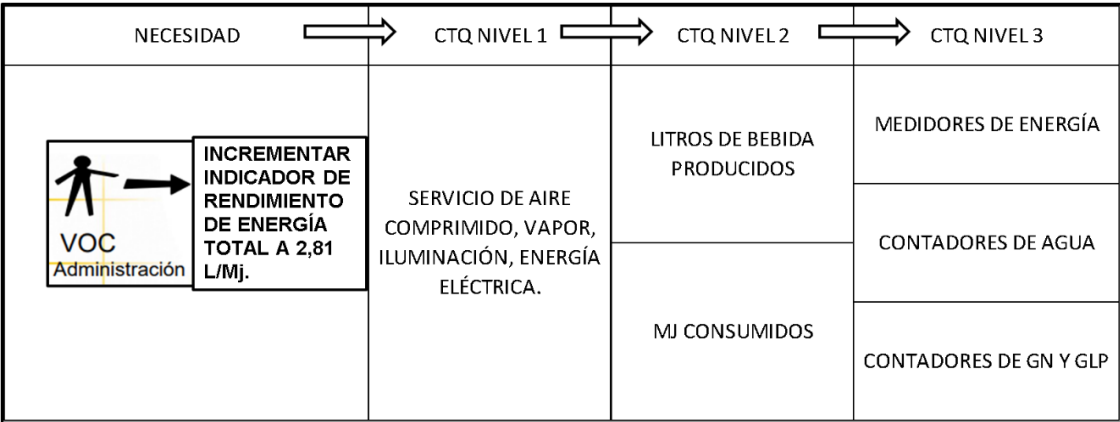 NECESIDAD
CTQ NIVEL 1
CTQ NIVEL 2
CTQ NIVEL 3
VOC
Administración
INCREMENTAR
INDICADOR DE
RENDIMIENTO
DE ENERGÍA
TOTAL A 2,81
L/Mj.
SERVICIO DE AIRE
COMPRIMIDO, VAPOR,
ILUMINACIÓN, ENERGÍA
ELÉCTRICA.
LITROS DE BEBIDA
PRODUCIDOS
MJ CONSUMIDOS
MEDIDORES DE ENERGÍA
CONTADORES DE AGUA
CONTADORES DE GN Y GLP